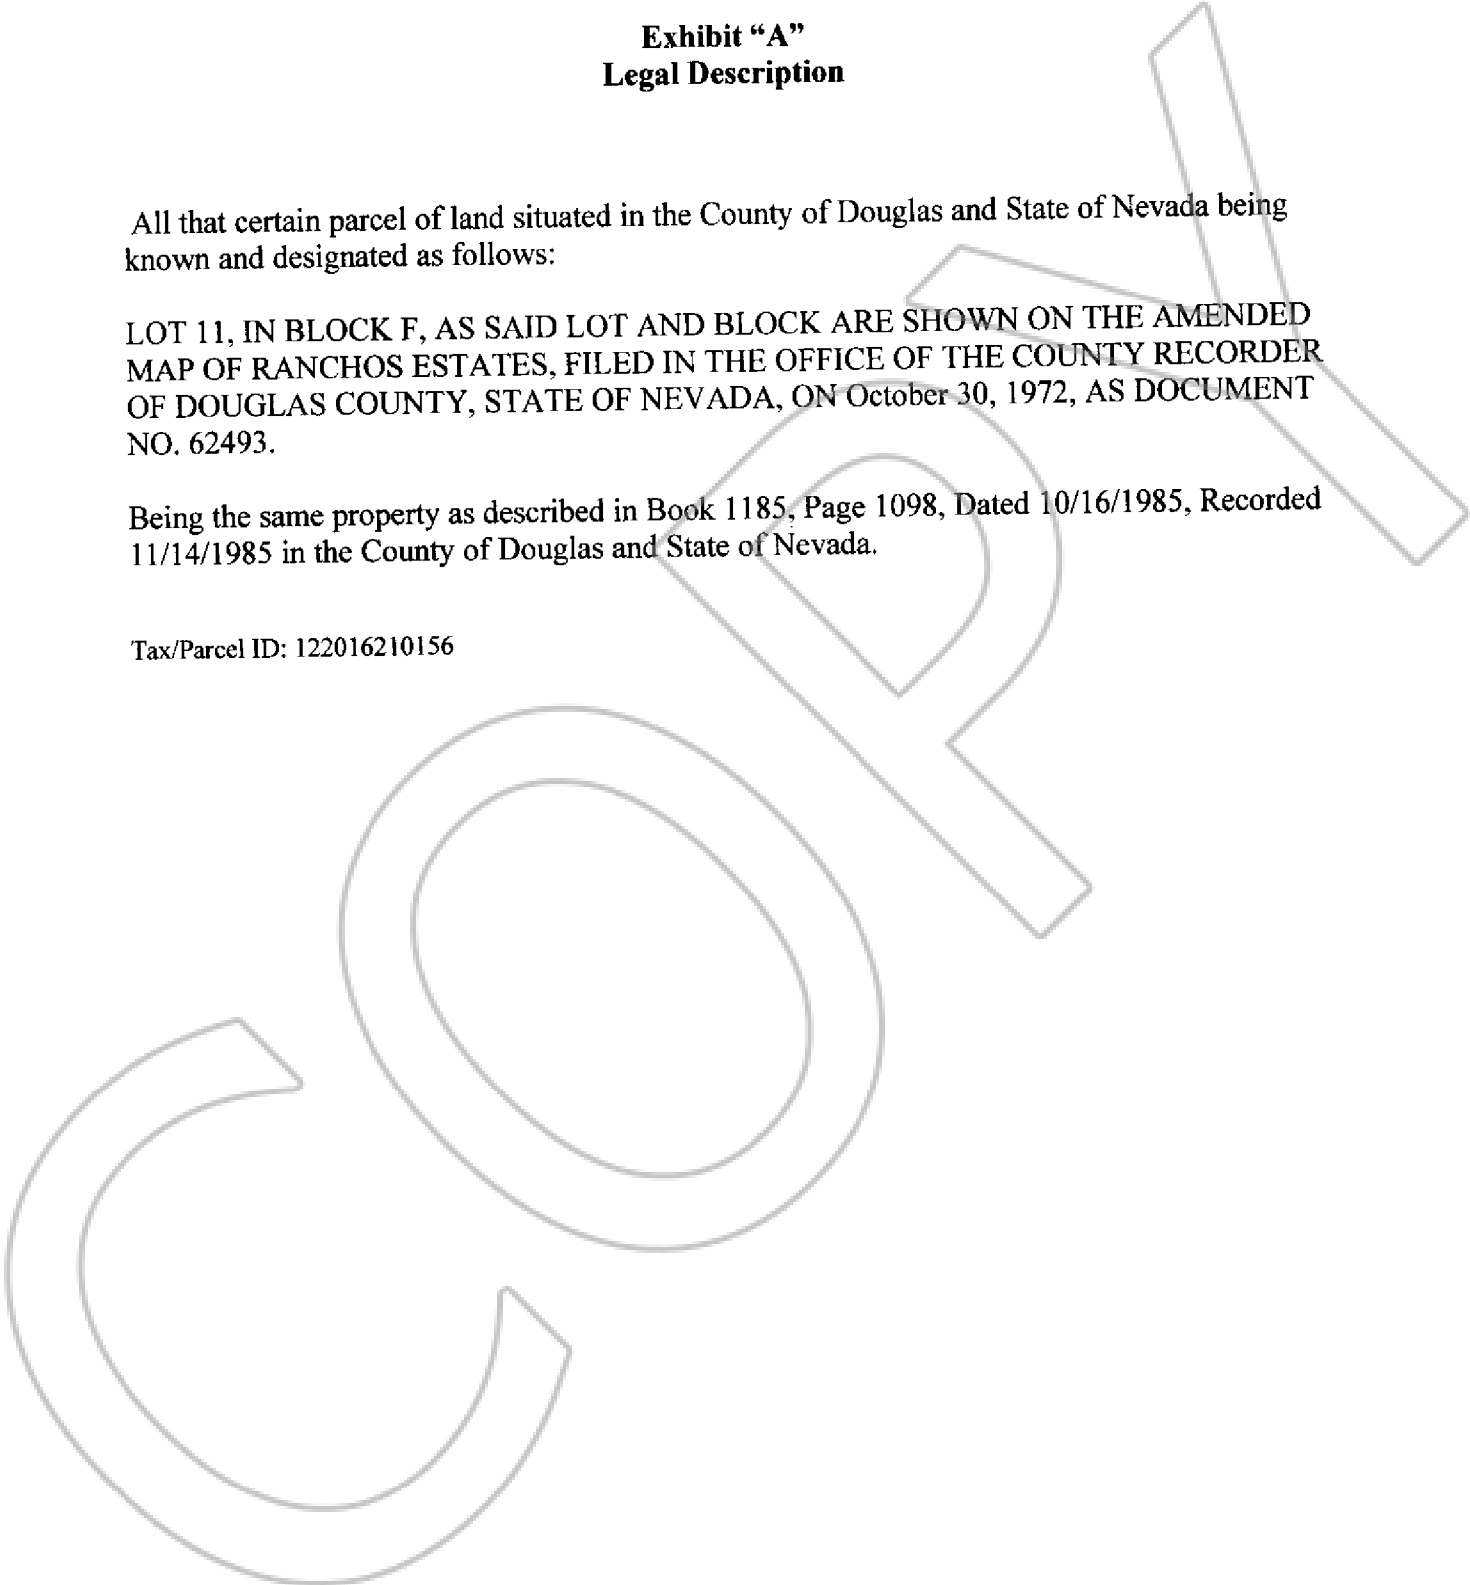 Exhibit “A”
Legal Description
All that certain parcel of land situated in the County of Douglas and State of Nevada being
known and designated as follows:
LOT 11, IN BLOCK F, AS SAID LOT AND BLOCK ARE SHOWN ON THE AMENDED
MAP OF RANCHOS ESTATES, FILED IN THE OFFICE OF THE COUNTY RECORDER
OF DOUGLAS COUNTY, STATE OF NEVADA, ON October 30, 1972, AS DOCUMENT
NO. 62493.
Being the same property as described in Book 1185, Page 1098, Dated 10/16/1985, Recorded
11/14/1985 in the County of Douglas and State of Nevada.
Tax/Parcel ID: 122016210156
COPY